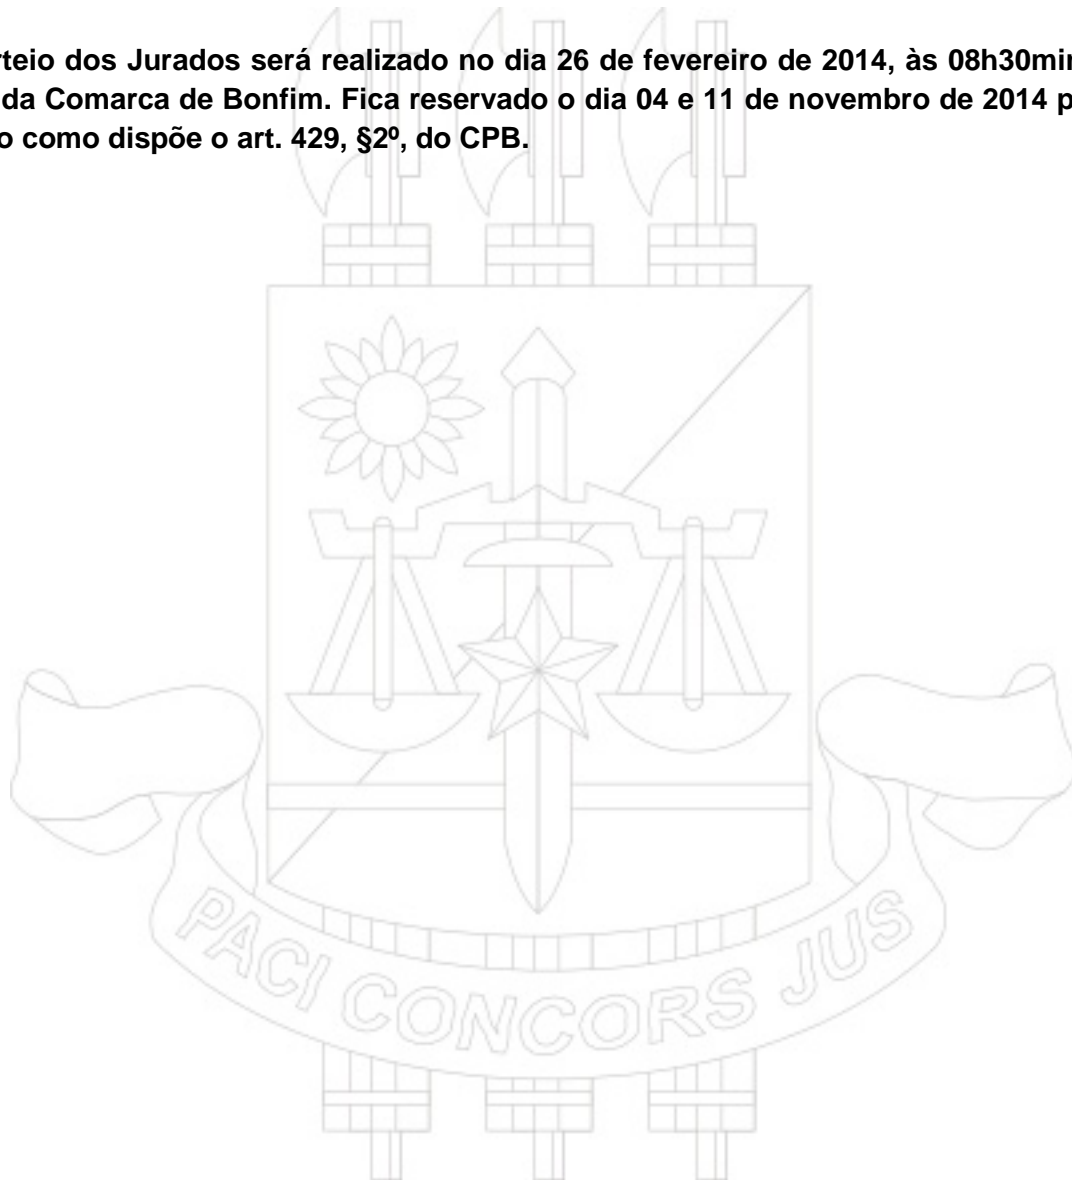 rteio dos Jurados será realizado no dia 26 de fevereiro de 2014, às 08h30min
da Comarca de Bonfim. Fica reservado o dia 04 e 11 de novembro de 2014 p
o como dispõe o art. 429, §2º, do CPB.
PACI CONCORS JUS